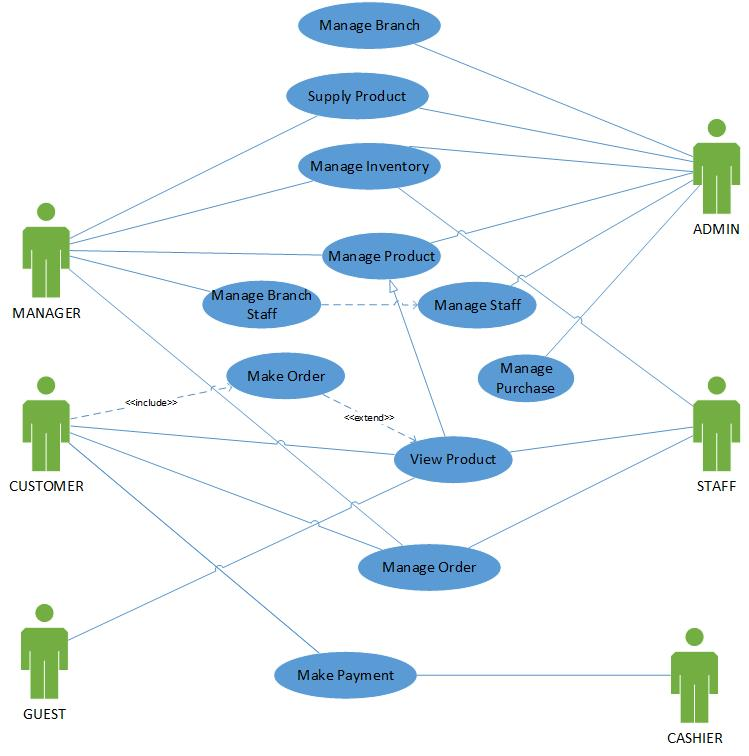 Manage Branch
Supply Product
Manage Inventory
ADMIN
Manage Product
MANAGER
Manage Branch
Staff
Manage Staff
Make Order
Manage
Purchase
<<include>>
<<extend>>
View Product
CUSTOMER
STAFF
Manage Order
Make Payment
GUEST
CASHIER